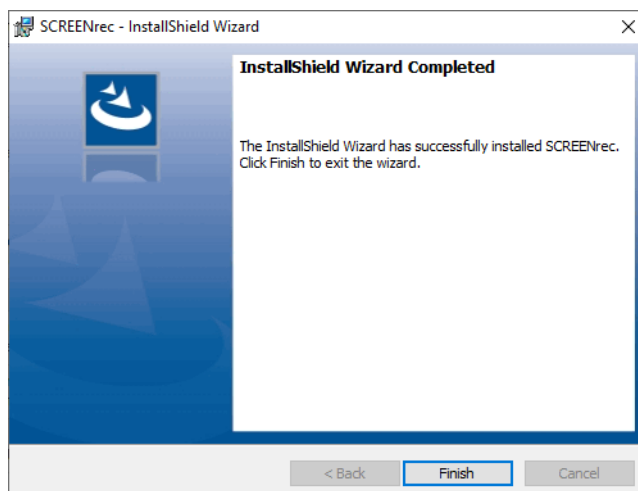 SCREENrec - InstallShield Wizard
InstallShield Wizard Completed
The InstallShield Wizard has successfully installed SCREENrec.
Click Finish to exit the wizard.
< Back
Finish
Cancel